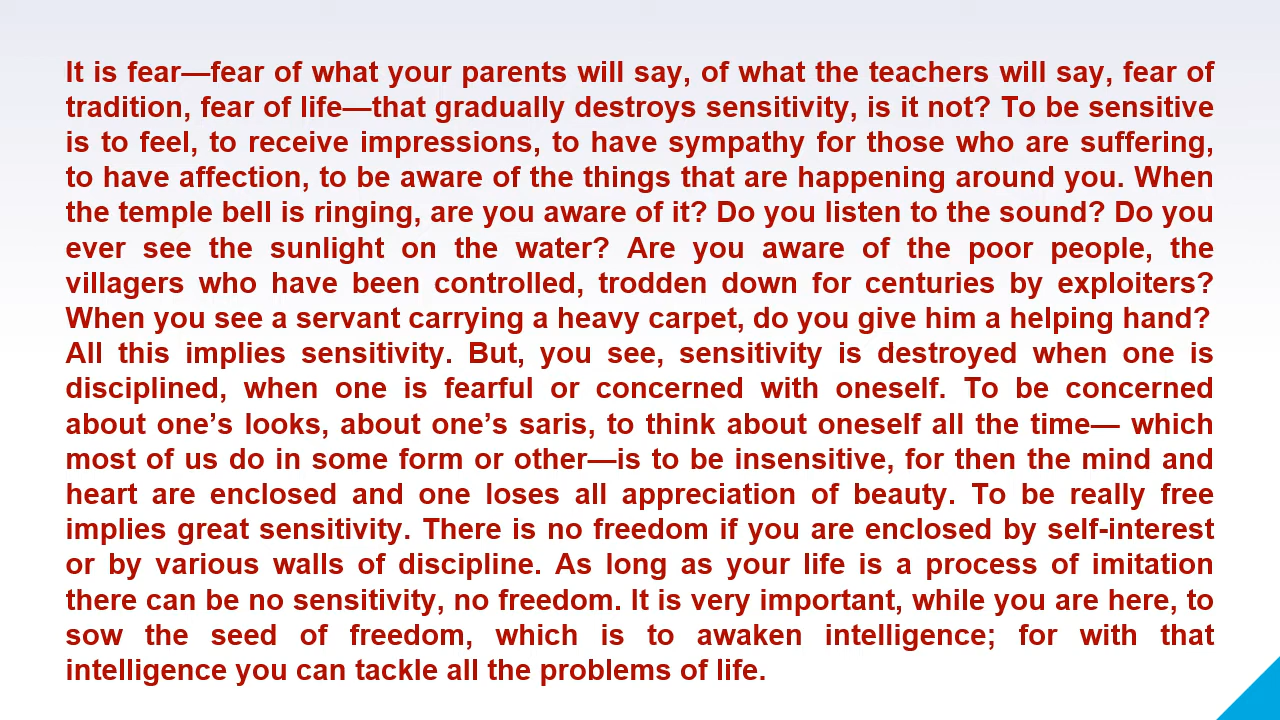 It is fear—fear of what your parents will say, of what the teachers will say, fear of
tradition, fear of life—that gradually destroys sensitivity, is it not? To be sensitive
is to feel, to receive impressions, to have sympathy for those who are suffering,
to have affection, to be aware of the things that are happening around you. When
the temple bell is ringing, are you aware of it? Do you listen to the sound? Do you
ever see the sunlight on the water? Are you aware of the poor people, the
villagers who have been controlled, trodden down for centuries by exploiters?
When you see a servant carrying a heavy carpet, do you give him a helping hand?
All this implies sensitivity. But, you see, sensitivity is destroyed when one is
disciplined, when one is fearful or concerned with oneself. To be concerned
about one’s looks, about one’s saris, to think about oneself all the time— which
most of us do in some form or other—is to be insensitive, for then the mind and
heart are enclosed and one loses all appreciation of beauty. To be really free
implies great sensitivity. There is no freedom if you are enclosed by self-interest
or by various walls of discipline. As long as your life is a process of imitation
there can be no sensitivity, no freedom. It is very important, while you are here, to
sow the seed of freedom, which is to awaken intelligence; for with that
intelligence you can tackle all the problems of life.